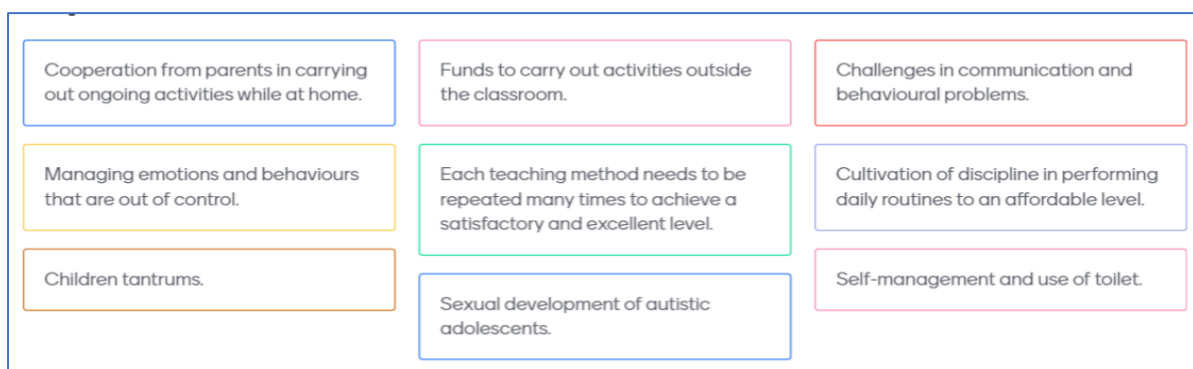 Cooperation from parents in carrying
out ongoing activities while at home.
Funds to carry out activities outside
the classroom.
Challenges in communication and
behavioural problems.
Managing emotions and behaviours
that are out of control.
Each teaching method needs to be
repeated many times to achieve a
satisfactory and excellent level.
Cultivation of discipline in performing
daily routines to an affordable level.
Children tantrums.
Sexual development of autistic
adolescents.
Self-management and use of toilet.